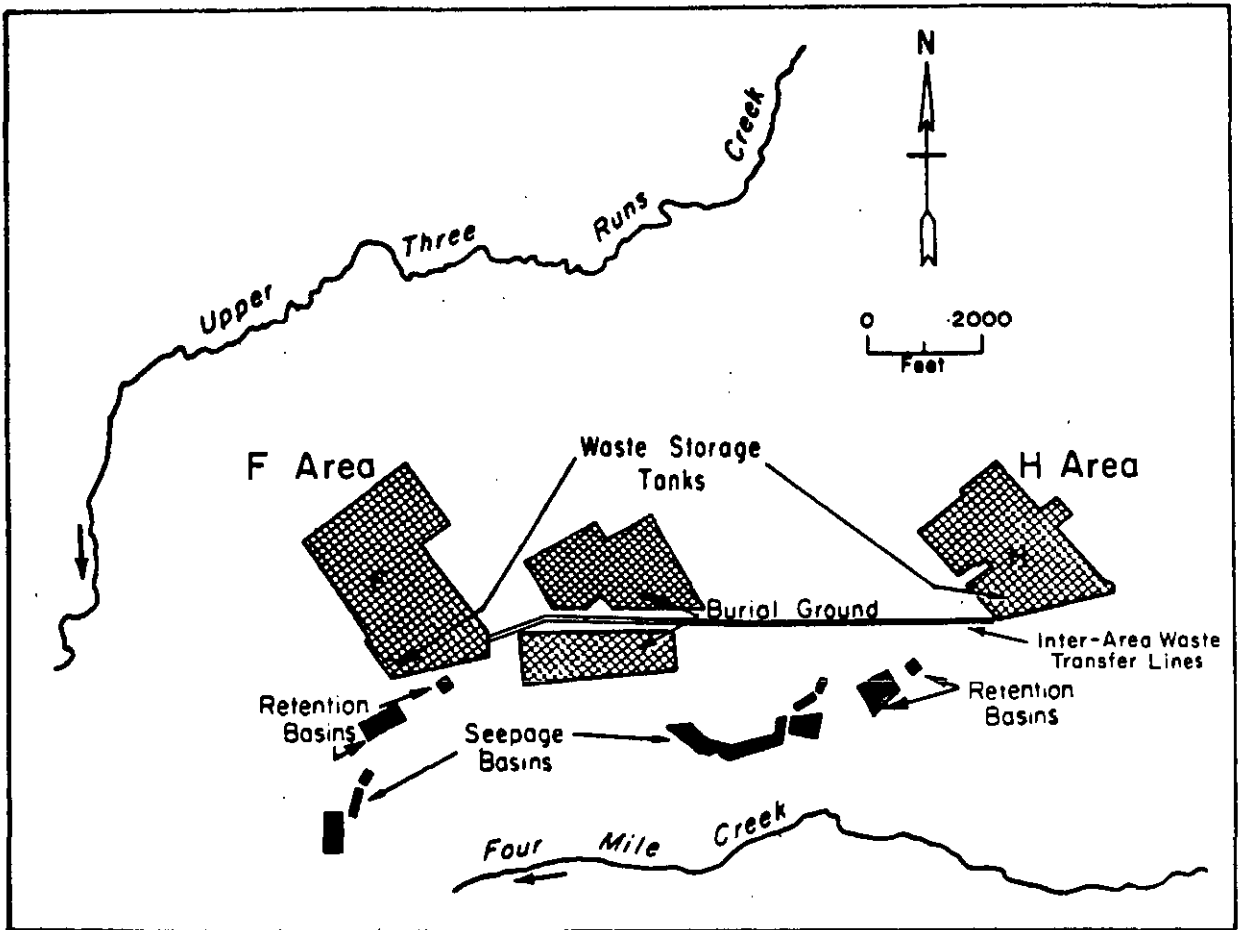 N
Upper Three Runs Creek
0 2000
Feet
F Area
Waste Storage
Tanks
H Area
Burial Ground
Inter-Area Waste
Transfer Lines
Retention
Basins
Retention
Basins
Seepage
Basins
Four Mile Creek